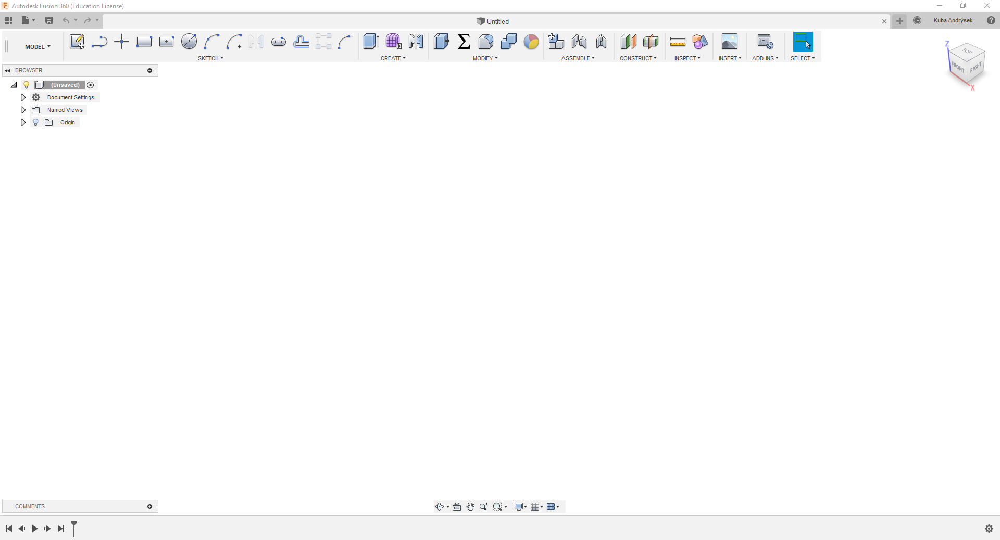 Autodesk Fusion 360 (Education License)
Untitled
Kuba Andrýsek
MODEL
SKETCH
CREATE
MODIFY
ASSEMBLE
CONSTRUCT
INSPECT
INSERT
ADD-INS
SELECT
Z
TOP
FRONT
RIGHT
X
BROWSER
(Unsaved)
Document Settings
Named Views
Origin
COMMENTS